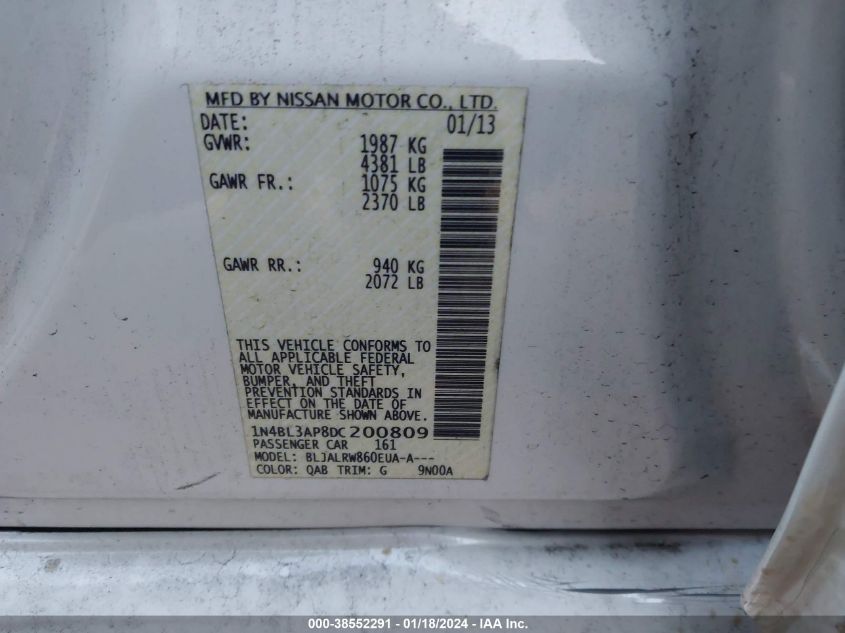 MFD BY NISSAN MOTOR CO., LTD.
DATE: 01/13
GVWR: 1987 KG
4381 LB
GAWR FR.: 1075 KG
2370 LB
GAWR RR.: 940 KG
2072 LB
THIS VEHICLE CONFORMS TO
ALL APPLICABLE FEDERAL
MOTOR VEHICLE SAFETY,
BUMPER, AND THEFT
PREVENTION STANDARDS IN
EFFECT ON THE DATE OF
MANUFACTURE SHOWN ABOVE.
1N4BL3AP8DC200809
PASSENGER CAR 161
MODEL: BLJALRW860EUA-A---
COLOR: QAB TRIM: G 9N00A
000-38552291 - 01/18/2024 - IAA Inc.